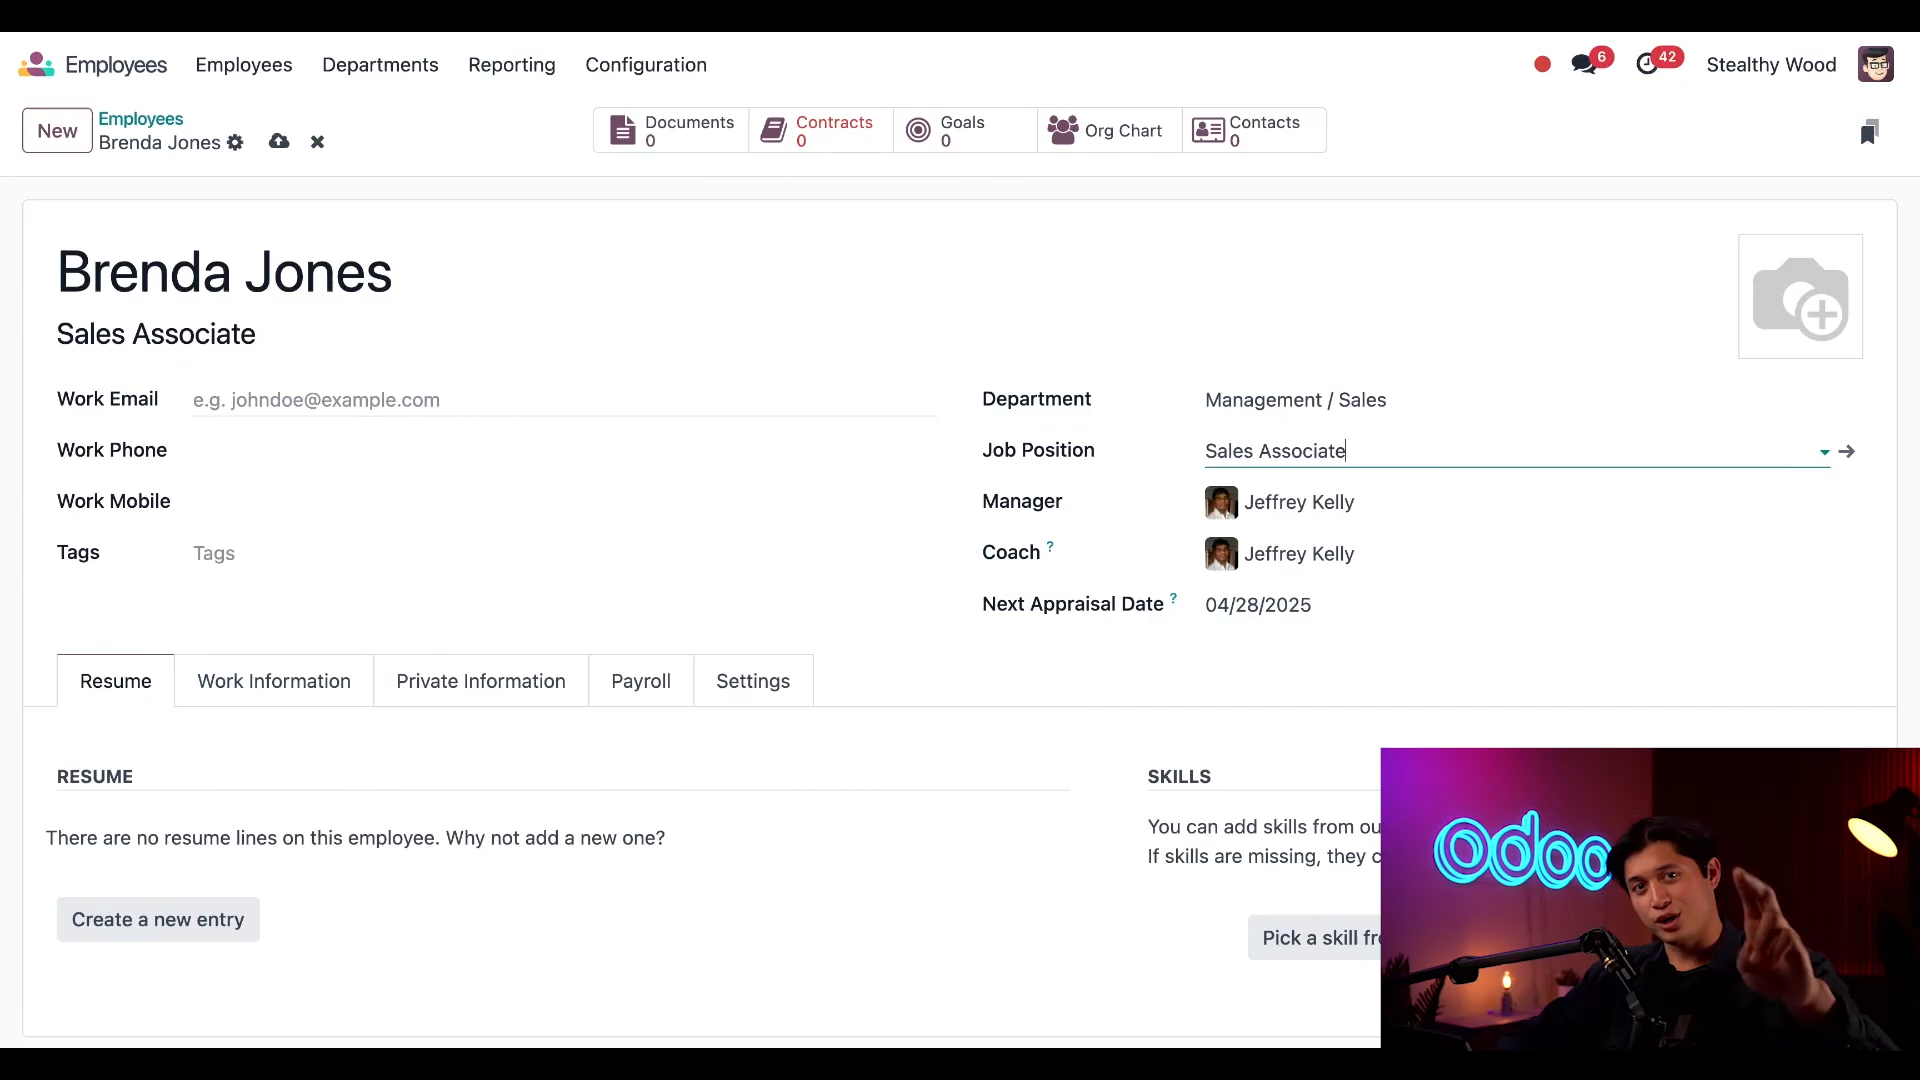 Employees Employees Departments Reporting Configuration 6 42 Stealthy Wood
New Employees
Brenda Jones
Documents 0
Contracts 0
Goals 0
Org Chart
Contacts 0
Brenda Jones
Sales Associate
Work Email e.g. johndoe@example.com
Work Phone
Work Mobile
Tags Tags
Department Management / Sales
Job Position Sales Associate
Manager Jeffrey Kelly
Coach ? Jeffrey Kelly
Next Appraisal Date ? 04/28/2025
Resume Work Information Private Information Payroll Settings
RESUME
There are no resume lines on this employee. Why not add a new one?
Create a new entry
SKILLS
You can add skills from ou
If skills are missing, they c
Pick a skill fr
odoo